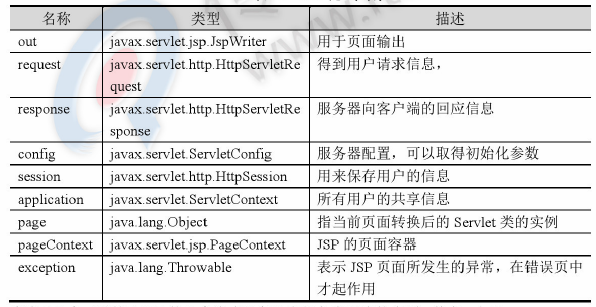 名称 类型 描述
out javax.servlet.jsp.JspWriter 用于页面输出
request javax.servlet.http.HttpServletRe 得到用户请求信息，
quest
response javax.servlet.http.HttpServletRe 服务器向客户端的回应信息
sponse
config javax.servlet.ServletConfig 服务器配置，可以取得初始化参数
session javax.servlet.http.HttpSession 用来保存用户的信息
application javax.servlet.ServletContext 所有用户的共享信息
page java.lang.Object 指当前页面转换后的 Servlet 类的实例
pageContext javax.servlet.jsp.PageContext JSP 的页面容器
exception java.lang.Throwable 表示 JSP 页面所发生的异常，在错误页中
才起作用